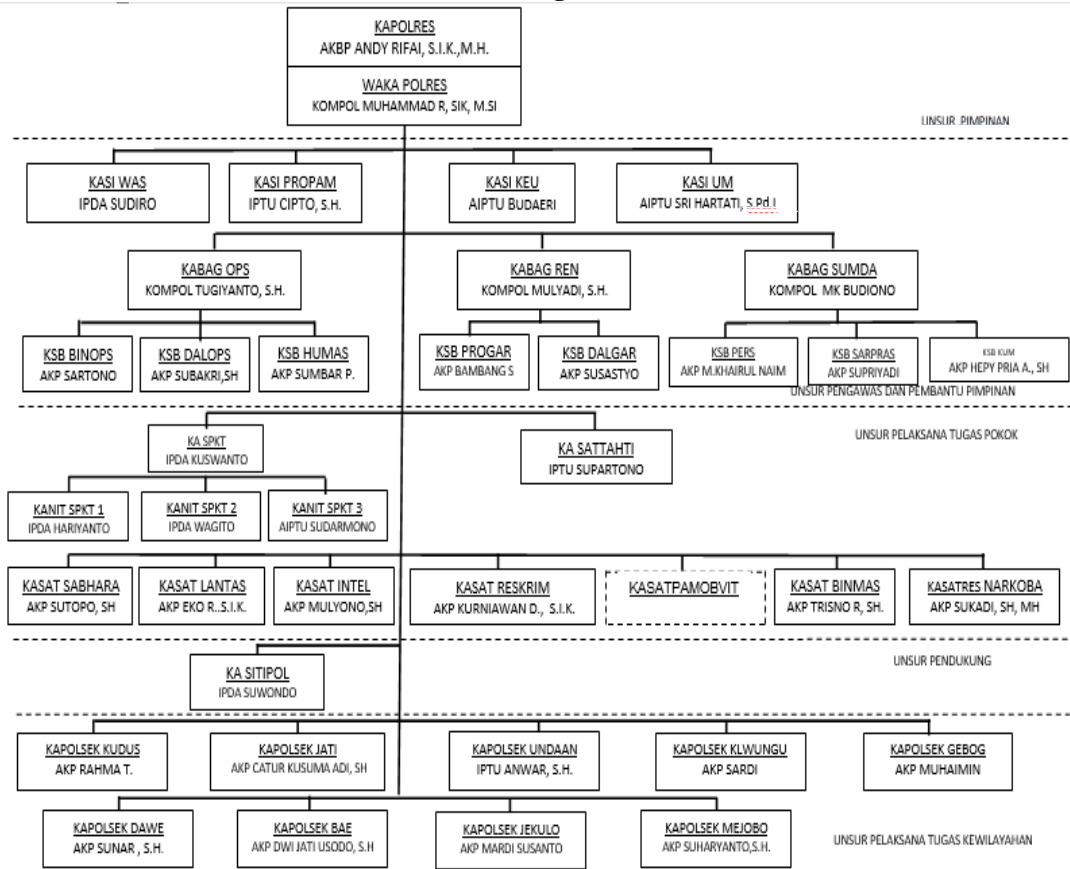 KAPOLRES
AKBP ANDY RIFAI, S.I.K.,M.H.
WAKA POLRES
KOMPOL MUHAMMAD R, SIK, M.SI
UNSUR PIMPINAN
KASI WAS
IPDA SUDIRO
KASI PROPAM
IPTU CIPTO, S.H.
KASI KEU
AIPTU BUDAERI
KASI UM
AIPTU SRI HARTATI, S.Pd.I
KABAG OPS
KOMPOL TUGIYANTO, S.H.
KABAG REN
KOMPOL MULYADI, S.H.
KABAG SUMDA
KOMPOL MK BUDIONO
KSB BINOPS
AKP SARTONO
KSB DALOPS
AKP SUBAKRI,SH
KSB HUMAS
AKP SUMBAR P.
KSB PROGAR
AKP BAMBANG S
KSB DALGAR
AKP SUSASTYO
KSB PERS
AKP M.KHAIRUL NAIM
KSB SARPRAS
AKP SUPRIYADI
KSB KUM
AKP HEPY PRIA A., SH
UNSUR PENGAWAS DAN PEMBANTU PIMPINAN
UNSUR PELAKSANA TUGAS POKOK
KA SPKT
IPDA KUSWANTO
KA SATTAHTI
IPTU SUPARTONO
KANIT SPKT 1
IPDA HARIYANTO
KANIT SPKT 2
IPDA WAGITO
KANIT SPKT 3
AIPTU SUDARMONO
KASAT SABHARA
AKP SUTOPO, SH
KASAT LANTAS
AKP EKO R..S.I.K.
KASAT INTEL
AKP MULYONO,SH
KASAT RESKRIM
AKP KURNIAWAN D., S.I.K.
KASATPAMOBVIT
KASAT BINMAS
AKP TRISNO R, SH.
KASATRES NARKOBA
AKP SUKADI, SH, MH
UNSUR PENDUKUNG
KA SITIPOL
IPDA SUWONDO
KAPOLSEK KUDUS
AKP RAHMA T.
KAPOLSEK JATI
AKP CATUR KUSUMA ADI, SH
KAPOLSEK UNDAAN
IPTU ANWAR, S.H.
KAPOLSEK KLWUNGU
AKP SARDI
KAPOLSEK GEBOG
AKP MUHAIMIN
KAPOLSEK DAWE
AKP SUNAR , S.H.
KAPOLSEK BAE
AKP DWI JATI USODO, S.H
KAPOLSEK JEKULO
AKP MARDI SUSANTO
KAPOLSEK MEJOBO
AKP SUHARYANTO,S.H.
UNSUR PELAKSANA TUGAS KEWILAYAHAN